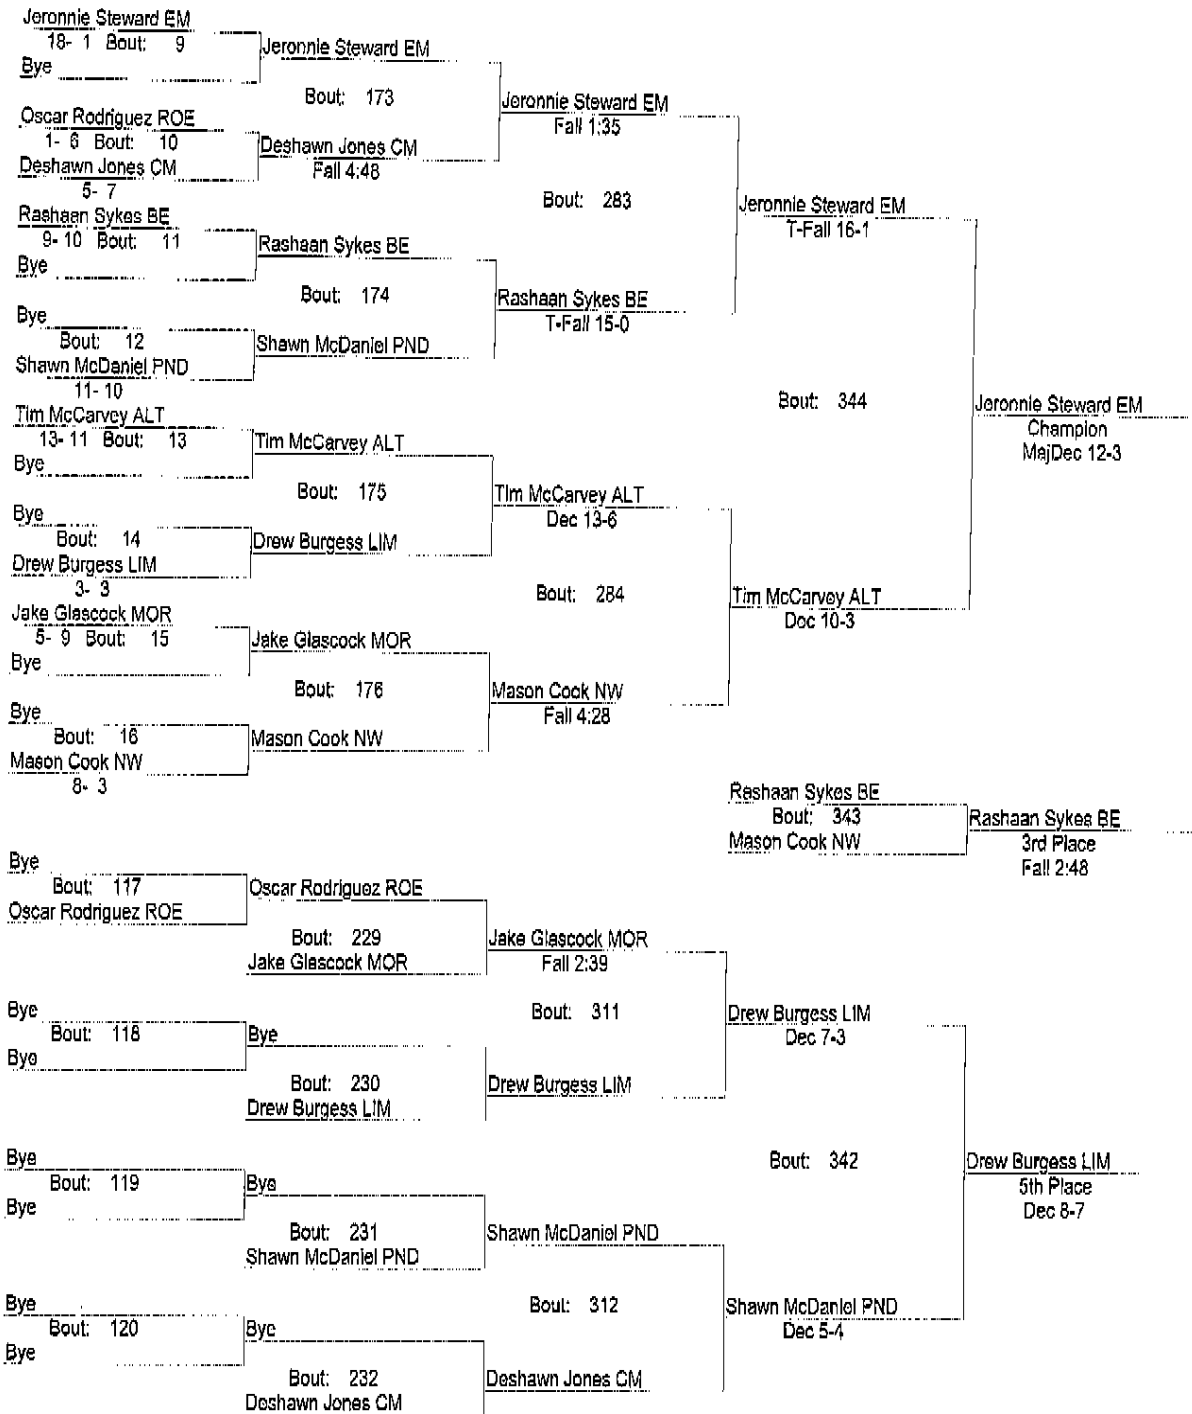 Jeronnie Steward EM
18- 1 Bout: 9
Bye
Jeronnie Steward EM
Bout: 173
Oscar Rodriguez ROE
1- 6 Bout: 10
Deshawn Jones CM
5- 7
Deshawn Jones CM
Fall 4:48
Jeronnie Steward EM
Fall 1:35
Bout: 283
Rashaan Sykes BE
9- 10 Bout: 11
Bye
Rashaan Sykes BE
Bout: 174
Bye
Bout: 12
Shawn McDaniel PND
11- 10
Shawn McDaniel PND
Rashaan Sykes BE
T-Fall 15-0
Jeronnie Steward EM
T-Fall 16-1
Bout: 344
Tim McCarvey ALT
13- 11 Bout: 13
Bye
Tim McCarvey ALT
Bout: 175
Bye
Bout: 14
Drew Burgess LIM
3- 3
Drew Burgess LIM
Tim McCarvey ALT
Dec 13-6
Bout: 284
Jake Glascock MOR
5- 9 Bout: 15
Bye
Jake Glascock MOR
Bout: 176
Bye
Bout: 16
Mason Cook NW
8- 3
Mason Cook NW
Mason Cook NW
Fall 4:28
Tim McCarvey ALT
Dec 10-3
Jeronnie Steward EM
Champion
MajDec 12-3
Rashaan Sykes BE
Bout: 343
Mason Cook NW
Rashaan Sykes BE
3rd Place
Fall 2:48
Bye
Bout: 117
Oscar Rodriguez ROE
Oscar Rodriguez ROE
Bout: 229
Jake Glascock MOR
Jake Glascock MOR
Fall 2:39
Bout: 311
Bye
Bout: 118
Bye
Bye
Bout: 230
Drew Burgess LIM
Drew Burgess LIM
Drew Burgess LIM
Dec 7-3
Bout: 342
Bye
Bout: 119
Bye
Bye
Bout: 231
Shawn McDaniel PND
Shawn McDaniel PND
Bout: 312
Bye
Bout: 120
Bye
Bye
Bout: 232
Deshawn Jones CM
Deshawn Jones CM
Shawn McDaniel PND
Dec 5-4
Drew Burgess LIM
5th Place
Dec 8-7